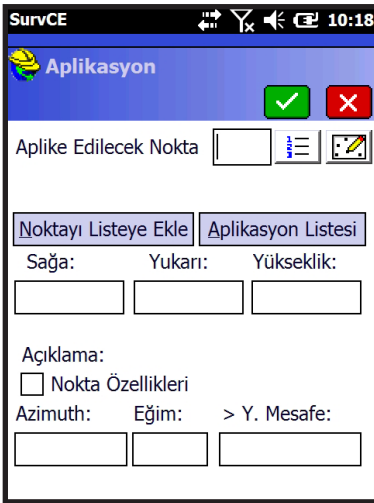 SurvCE 10:18
Aplikasyon
Aplike Edilecek Nokta
Noktayı Listeye Ekle Aplikasyon Listesi
Sağa: Yukarı: Yükseklik:
Açıklama:
Nokta Özellikleri
Azimuth: Eğim: > Y. Mesafe: